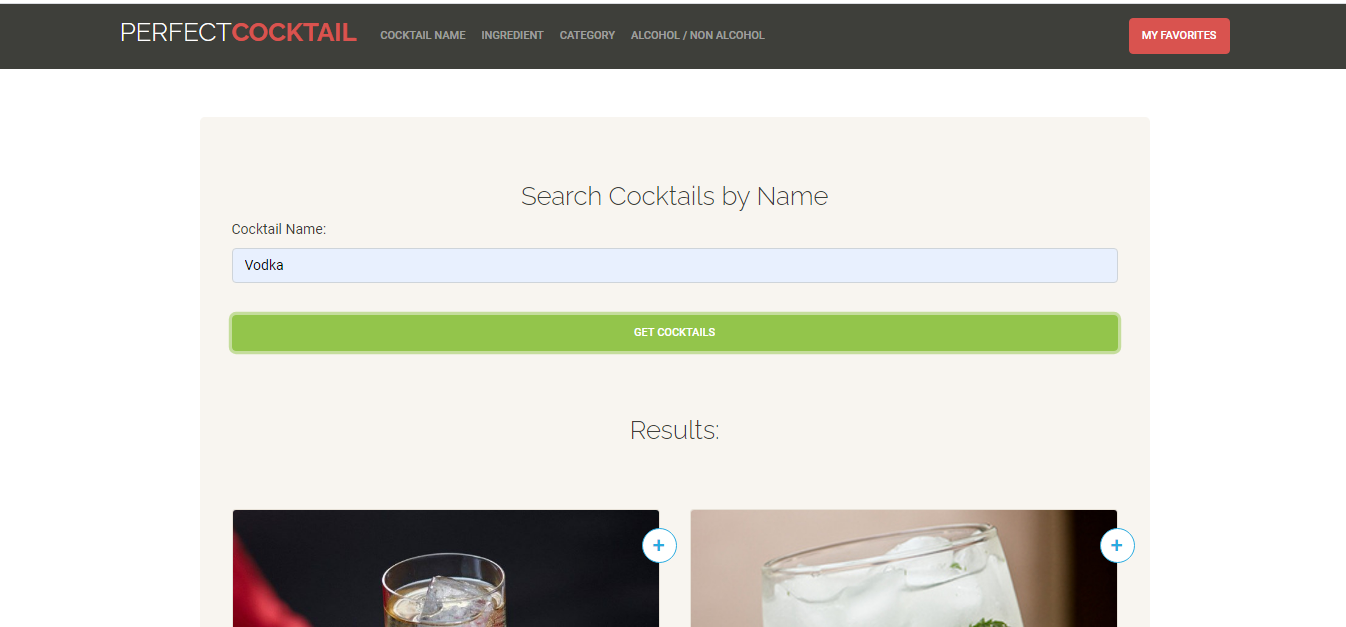 PERFECTCOCKTAIL COCKTAIL NAME INGREDIENT CATEGORY ALCOHOL / NON ALCOHOL MY FAVORITES
Search Cocktails by Name
Cocktail Name:
Vodka
GET COCKTAILS
Results:
+ +